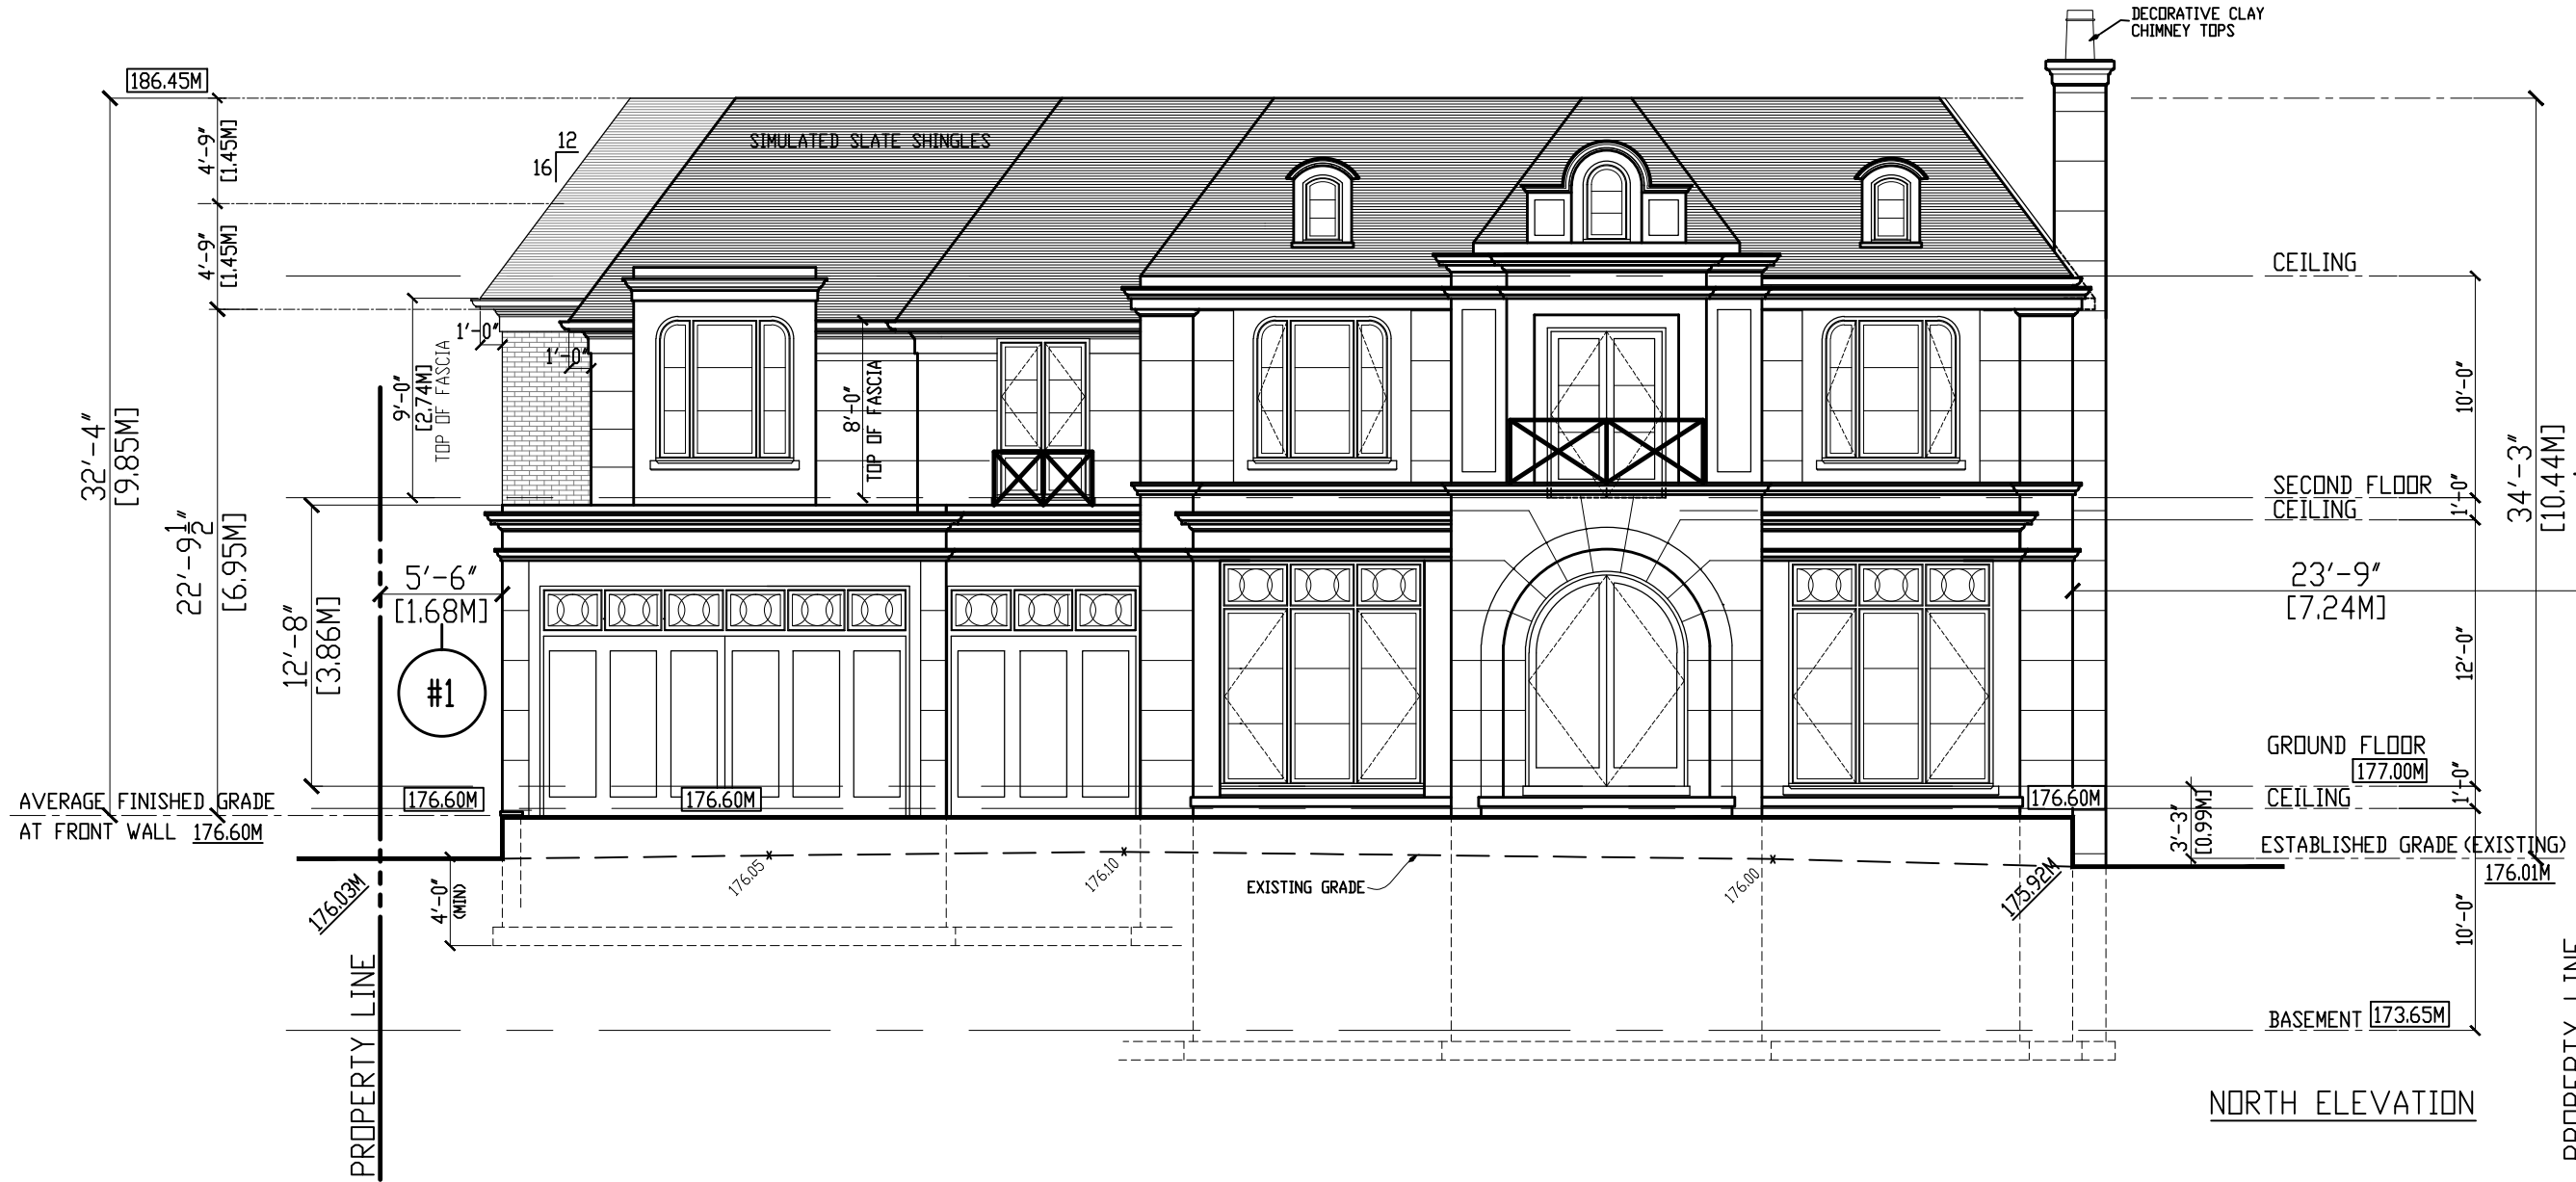 DECORATIVE CLAY
CHIMNEY TOPS
186.45M
4'-9"
[1.45M]
12
16
SIMULATED SLATE SHINGLES
4'-9"
[1.45M]
CEILING
1'-0"
1'-0"
9'-0"
[2.74M]
TOP OF FASCIA
8'-0"
TOP OF FASCIA
10'-0"
32'-4"
[9.85M]
34'-3"
[10.44M]
SECOND FLOOR
1'-0"
CEILING
22'-9 1/2"
[6.95M]
5'-6"
[1.68M]
23'-9"
[7.24M]
12'-8"
[3.86M]
12'-0"
#1
GROUND FLOOR
177.00M
1'-0"
CEILING
AVERAGE FINISHED GRADE
AT FRONT WALL 176.60M
176.60M
176.60M
176.60M
3'-3"
[0.99M]
ESTABLISHED GRADE (EXISTING)
176.01M
176.03M
4'-0"
(MIN)
176.05
176.10
EXISTING GRADE
176.00
175.92M
10'-0"
BASEMENT 173.65M
PROPERTY LINE
PROPERTY LINE
NORTH ELEVATION